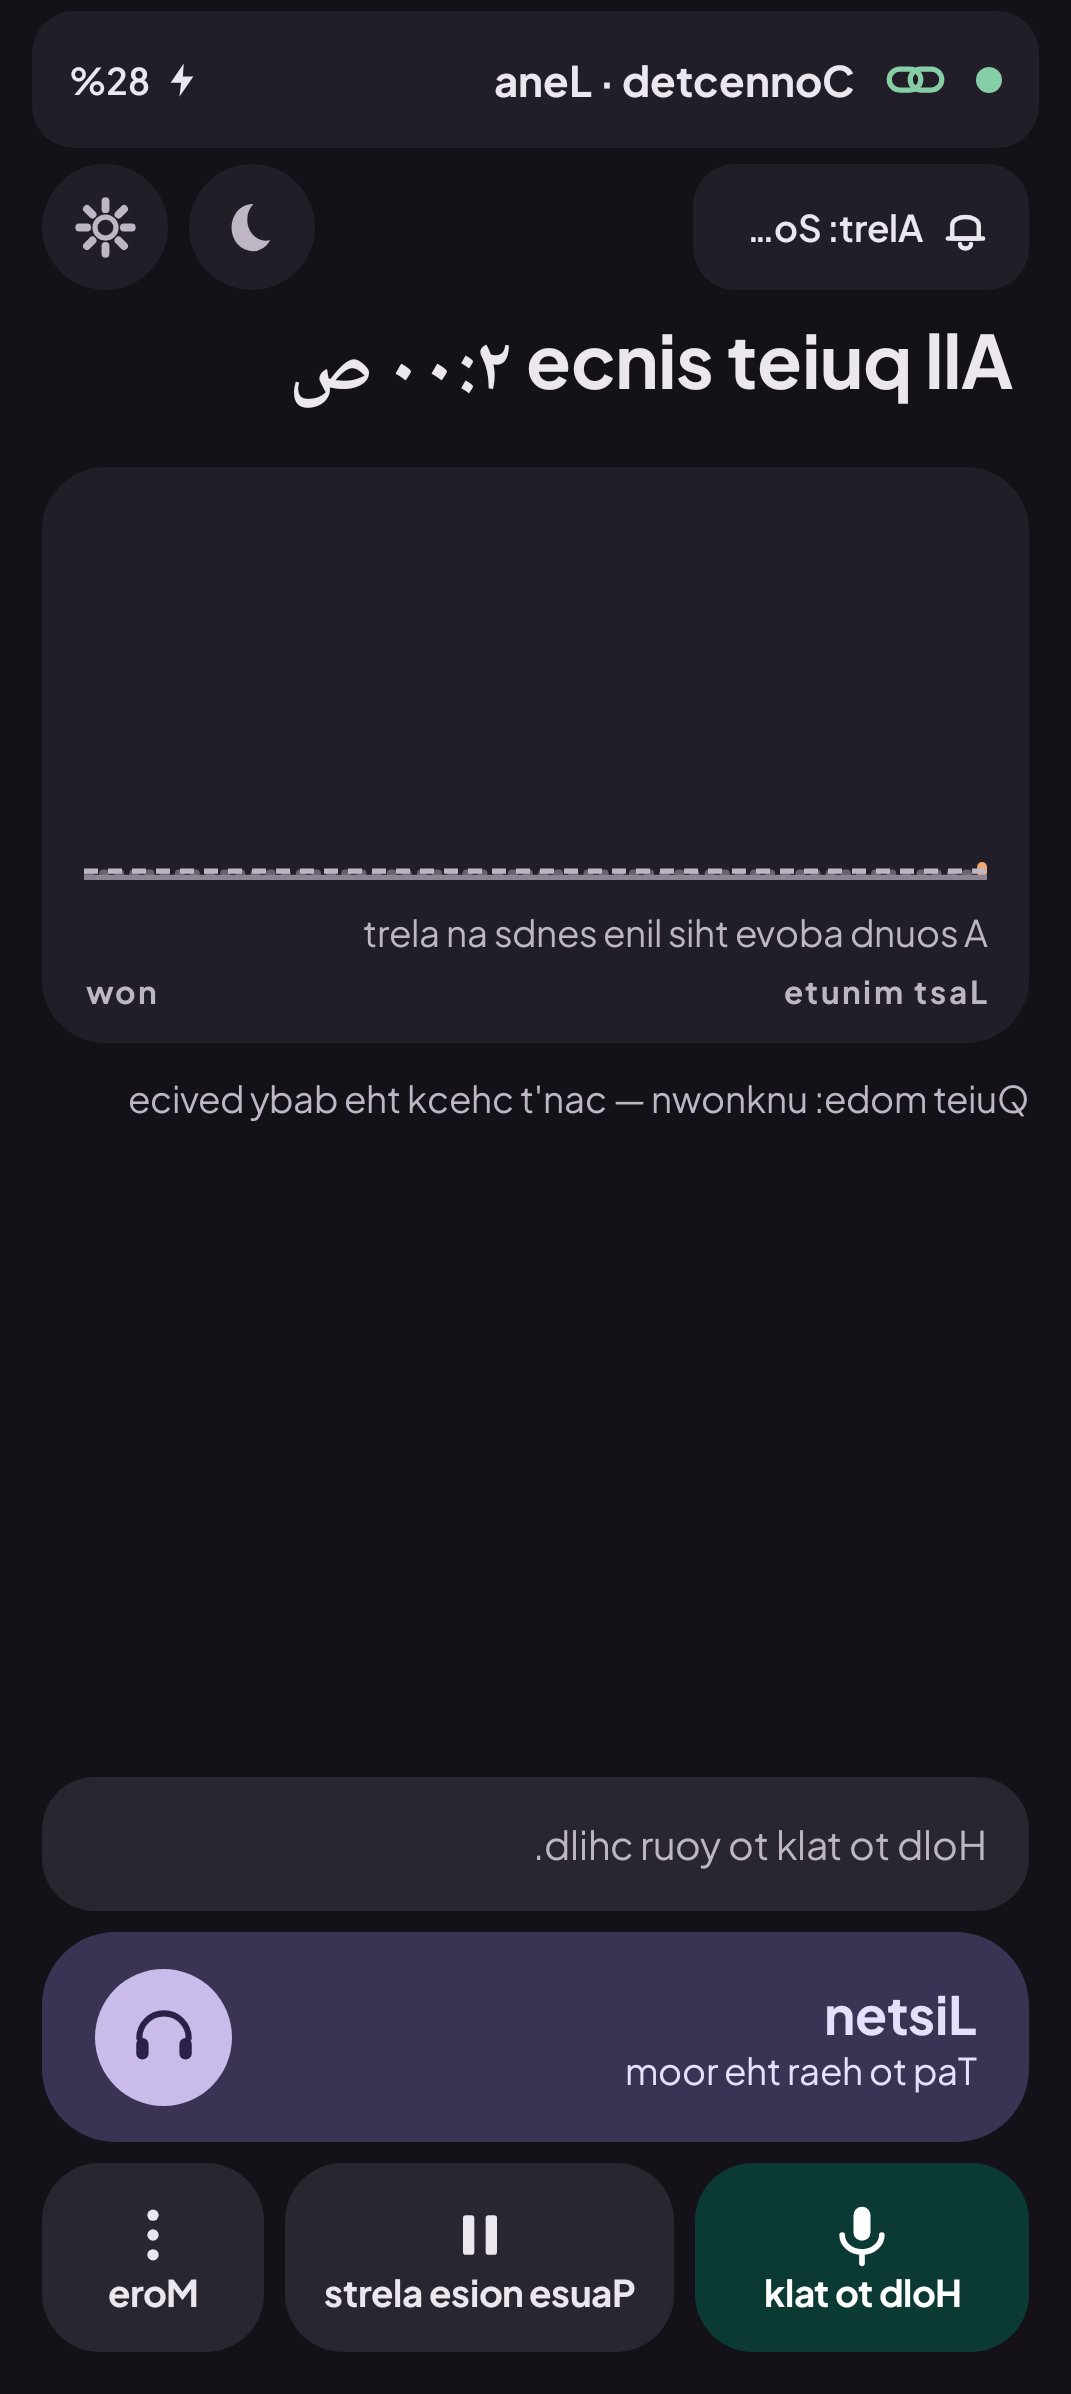 aneL · detcennoC
%28
...oS :trelA
ص ٠٠:٢ ecnis teiuq llA
trela na sdnes enil siht evoba dnuos A
etunim tsaL
won
ecived ybab eht kcehc t'nac — nwonknu :edom teiuQ
.dlihc ruoy ot klat ot dloH
netsiL
moor eht raeh ot paT
klat ot dloH
strela esion esuaP
eroM